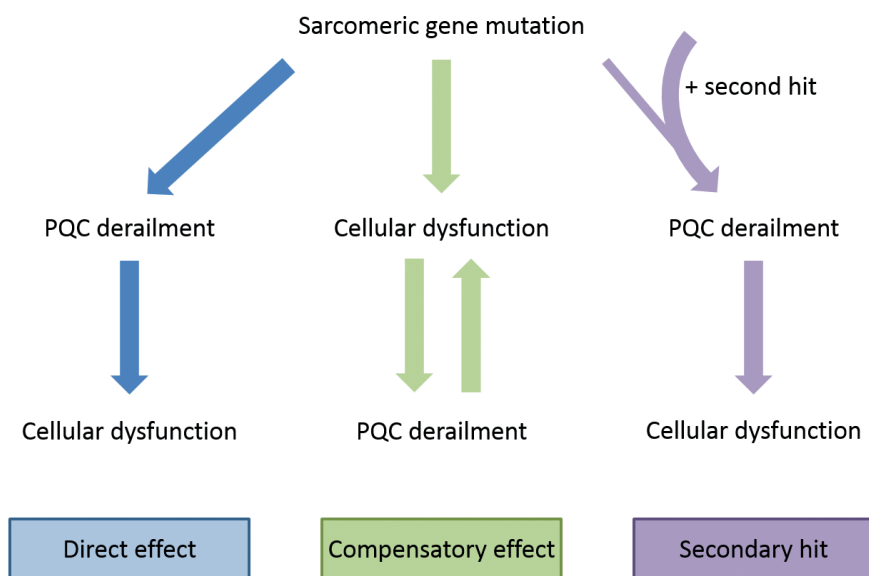 Sarcomeric gene mutation
+ second hit
PQC derailment
Cellular dysfunction
PQC derailment
Cellular dysfunction
PQC derailment
Cellular dysfunction
Direct effect
Compensatory effect
Secondary hit